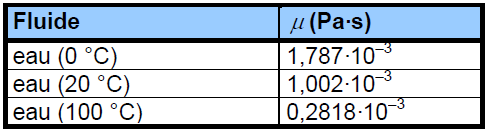 Fluide μ (Pa·s)
eau (0 °C) 1,787·10⁻³
eau (20 °C) 1,002·10⁻³
eau (100 °C) 0,2818·10⁻³